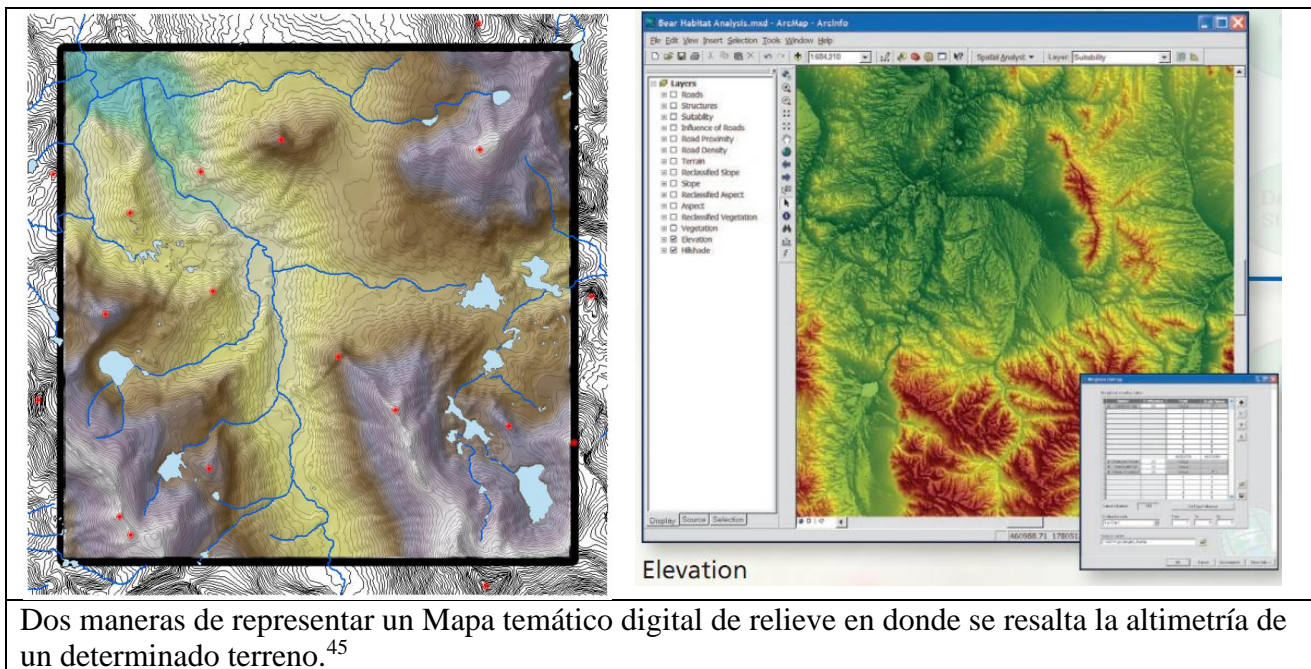 Bear Habitat Analysis.mxd - ArcMap - ArcInfo
File Edit View Insert Selection Tools Window Help
1:684,210 Spatial Analyst Layer: Suitability
Layers
Roads
Structures
Suitability
Influence of Roads
Road Proximity
Road Density
Terrain
Reclassified Slope
Slope
Reclassified Aspect
Aspect
Reclassified Vegetation
Vegetation
Elevation
Hillshade
Display Source Selection
Elevation
Dos maneras de representar un Mapa temático digital de relieve en donde se resalta la altimetría de
un determinado terreno.45